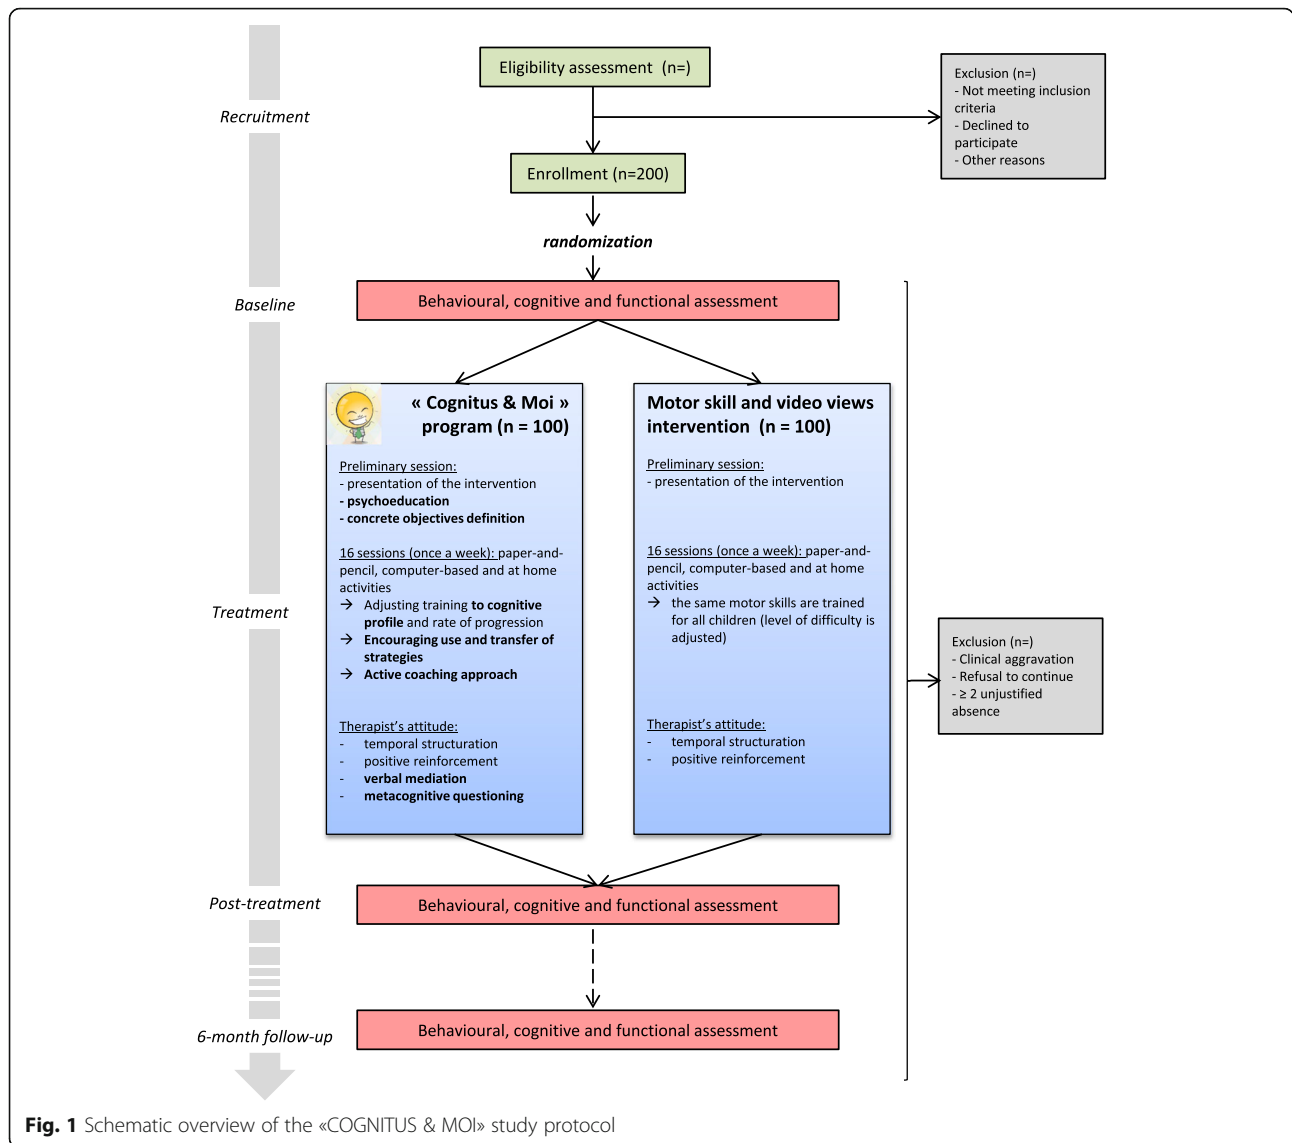 Eligibility assessment (n=)
Exclusion (n=)
- Not meeting inclusion
criteria
- Declined to
participate
- Other reasons
Recruitment
Enrollment (n=200)
randomization
Baseline
Behavioural, cognitive and functional assessment
« Cognitus & Moi »
program (n = 100)
Preliminary session:
- presentation of the intervention
- psychoeducation
- concrete objectives definition
16 sessions (once a week): paper-and-
pencil, computer-based and at home
activities
→ Adjusting training to cognitive
profile and rate of progression
→ Encouraging use and transfer of
strategies
→ Active coaching approach
Therapist's attitude:
- temporal structuration
- positive reinforcement
- verbal mediation
- metacognitive questioning
Motor skill and video views
intervention (n = 100)
Preliminary session:
- presentation of the intervention
16 sessions (once a week): paper-and-
pencil, computer-based and at home
activities
→ the same motor skills are trained
for all children (level of difficulty is
adjusted)
Therapist's attitude:
- temporal structuration
- positive reinforcement
Treatment
Exclusion (n=)
- Clinical aggravation
- Refusal to continue
- ≥ 2 unjustified
absence
Post-treatment
Behavioural, cognitive and functional assessment
6-month follow-up
Behavioural, cognitive and functional assessment
Fig. 1 Schematic overview of the «COGNITUS & MOI» study protocol